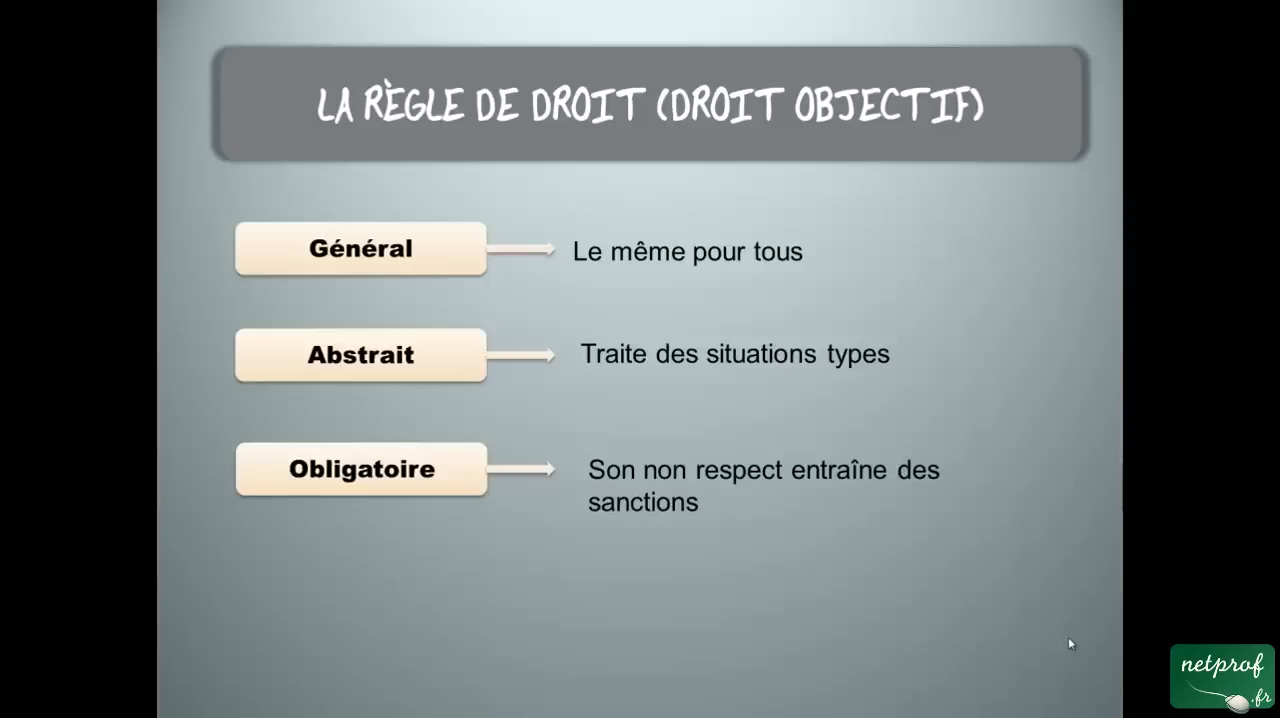 LA RÈGLE DE DROIT (DROIT OBJECTIF)
Général
Le même pour tous
Abstrait
Traite des situations types
Obligatoire
Son non respect entraîne des
sanctions
netprof
.fr